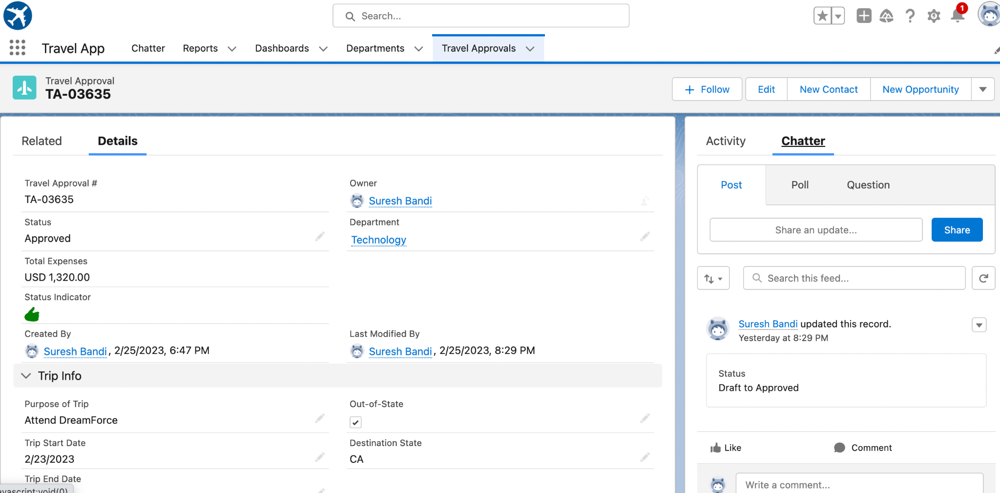 Search...
1
Travel App
Chatter
Reports
Dashboards
Departments
Travel Approvals
Travel Approval
TA-03635
Follow
Edit
New Contact
New Opportunity
Related
Details
Travel Approval #
TA-03635
Owner
Suresh Bandi
Status
Approved
Department
Technology
Total Expenses
USD 1,320.00
Status Indicator
Created By
Suresh Bandi, 2/25/2023, 6:47 PM
Last Modified By
Suresh Bandi, 2/25/2023, 8:29 PM
Trip Info
Purpose of Trip
Attend DreamForce
Out-of-State
Trip Start Date
2/23/2023
Destination State
CA
Trip End Date
avascript:void(0)
Activity
Chatter
Post
Poll
Question
Share an update...
Share
Search this feed...
Suresh Bandi updated this record.
Yesterday at 8:29 PM
Status
Draft to Approved
Like
Comment
Write a comment...